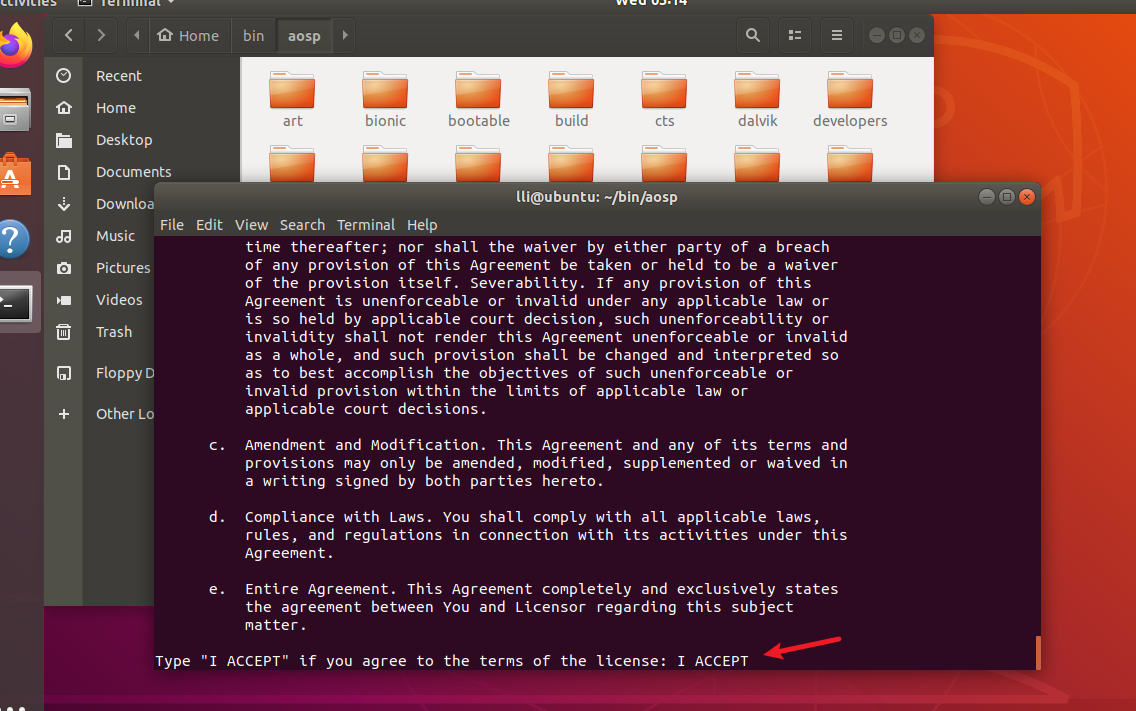 Terminal
Wed 03:14
Home
bin
aosp
Recent
Home
Desktop
Documents
Music
Pictures
Videos
Trash
art
bionic
bootable
build
cts
dalvik
developers
lli@ubuntu: ~/bin/aosp
File Edit View Search Terminal Help
time thereafter; nor shall the waiver by either party of a breach
of any provision of this Agreement be taken or held to be a waiver
of the provision itself. Severability. If any provision of this
Agreement is unenforceable or invalid under any applicable law or
is so held by applicable court decision, such unenforceability or
invalidity shall not render this Agreement unenforceable or invalid
as a whole, and such provision shall be changed and interpreted so
as to best accomplish the objectives of such unenforceable or
invalid provision within the limits of applicable law or
applicable court decisions.
c. Amendment and Modification. This Agreement and any of its terms and
provisions may only be amended, modified, supplemented or waived in
a writing signed by both parties hereto.
d. Compliance with Laws. You shall comply with all applicable laws,
rules, and regulations in connection with its activities under this
Agreement.
e. Entire Agreement. This Agreement completely and exclusively states
the agreement between You and Licensor regarding this subject
matter.
Type "I ACCEPT" if you agree to the terms of the license: I ACCEPT